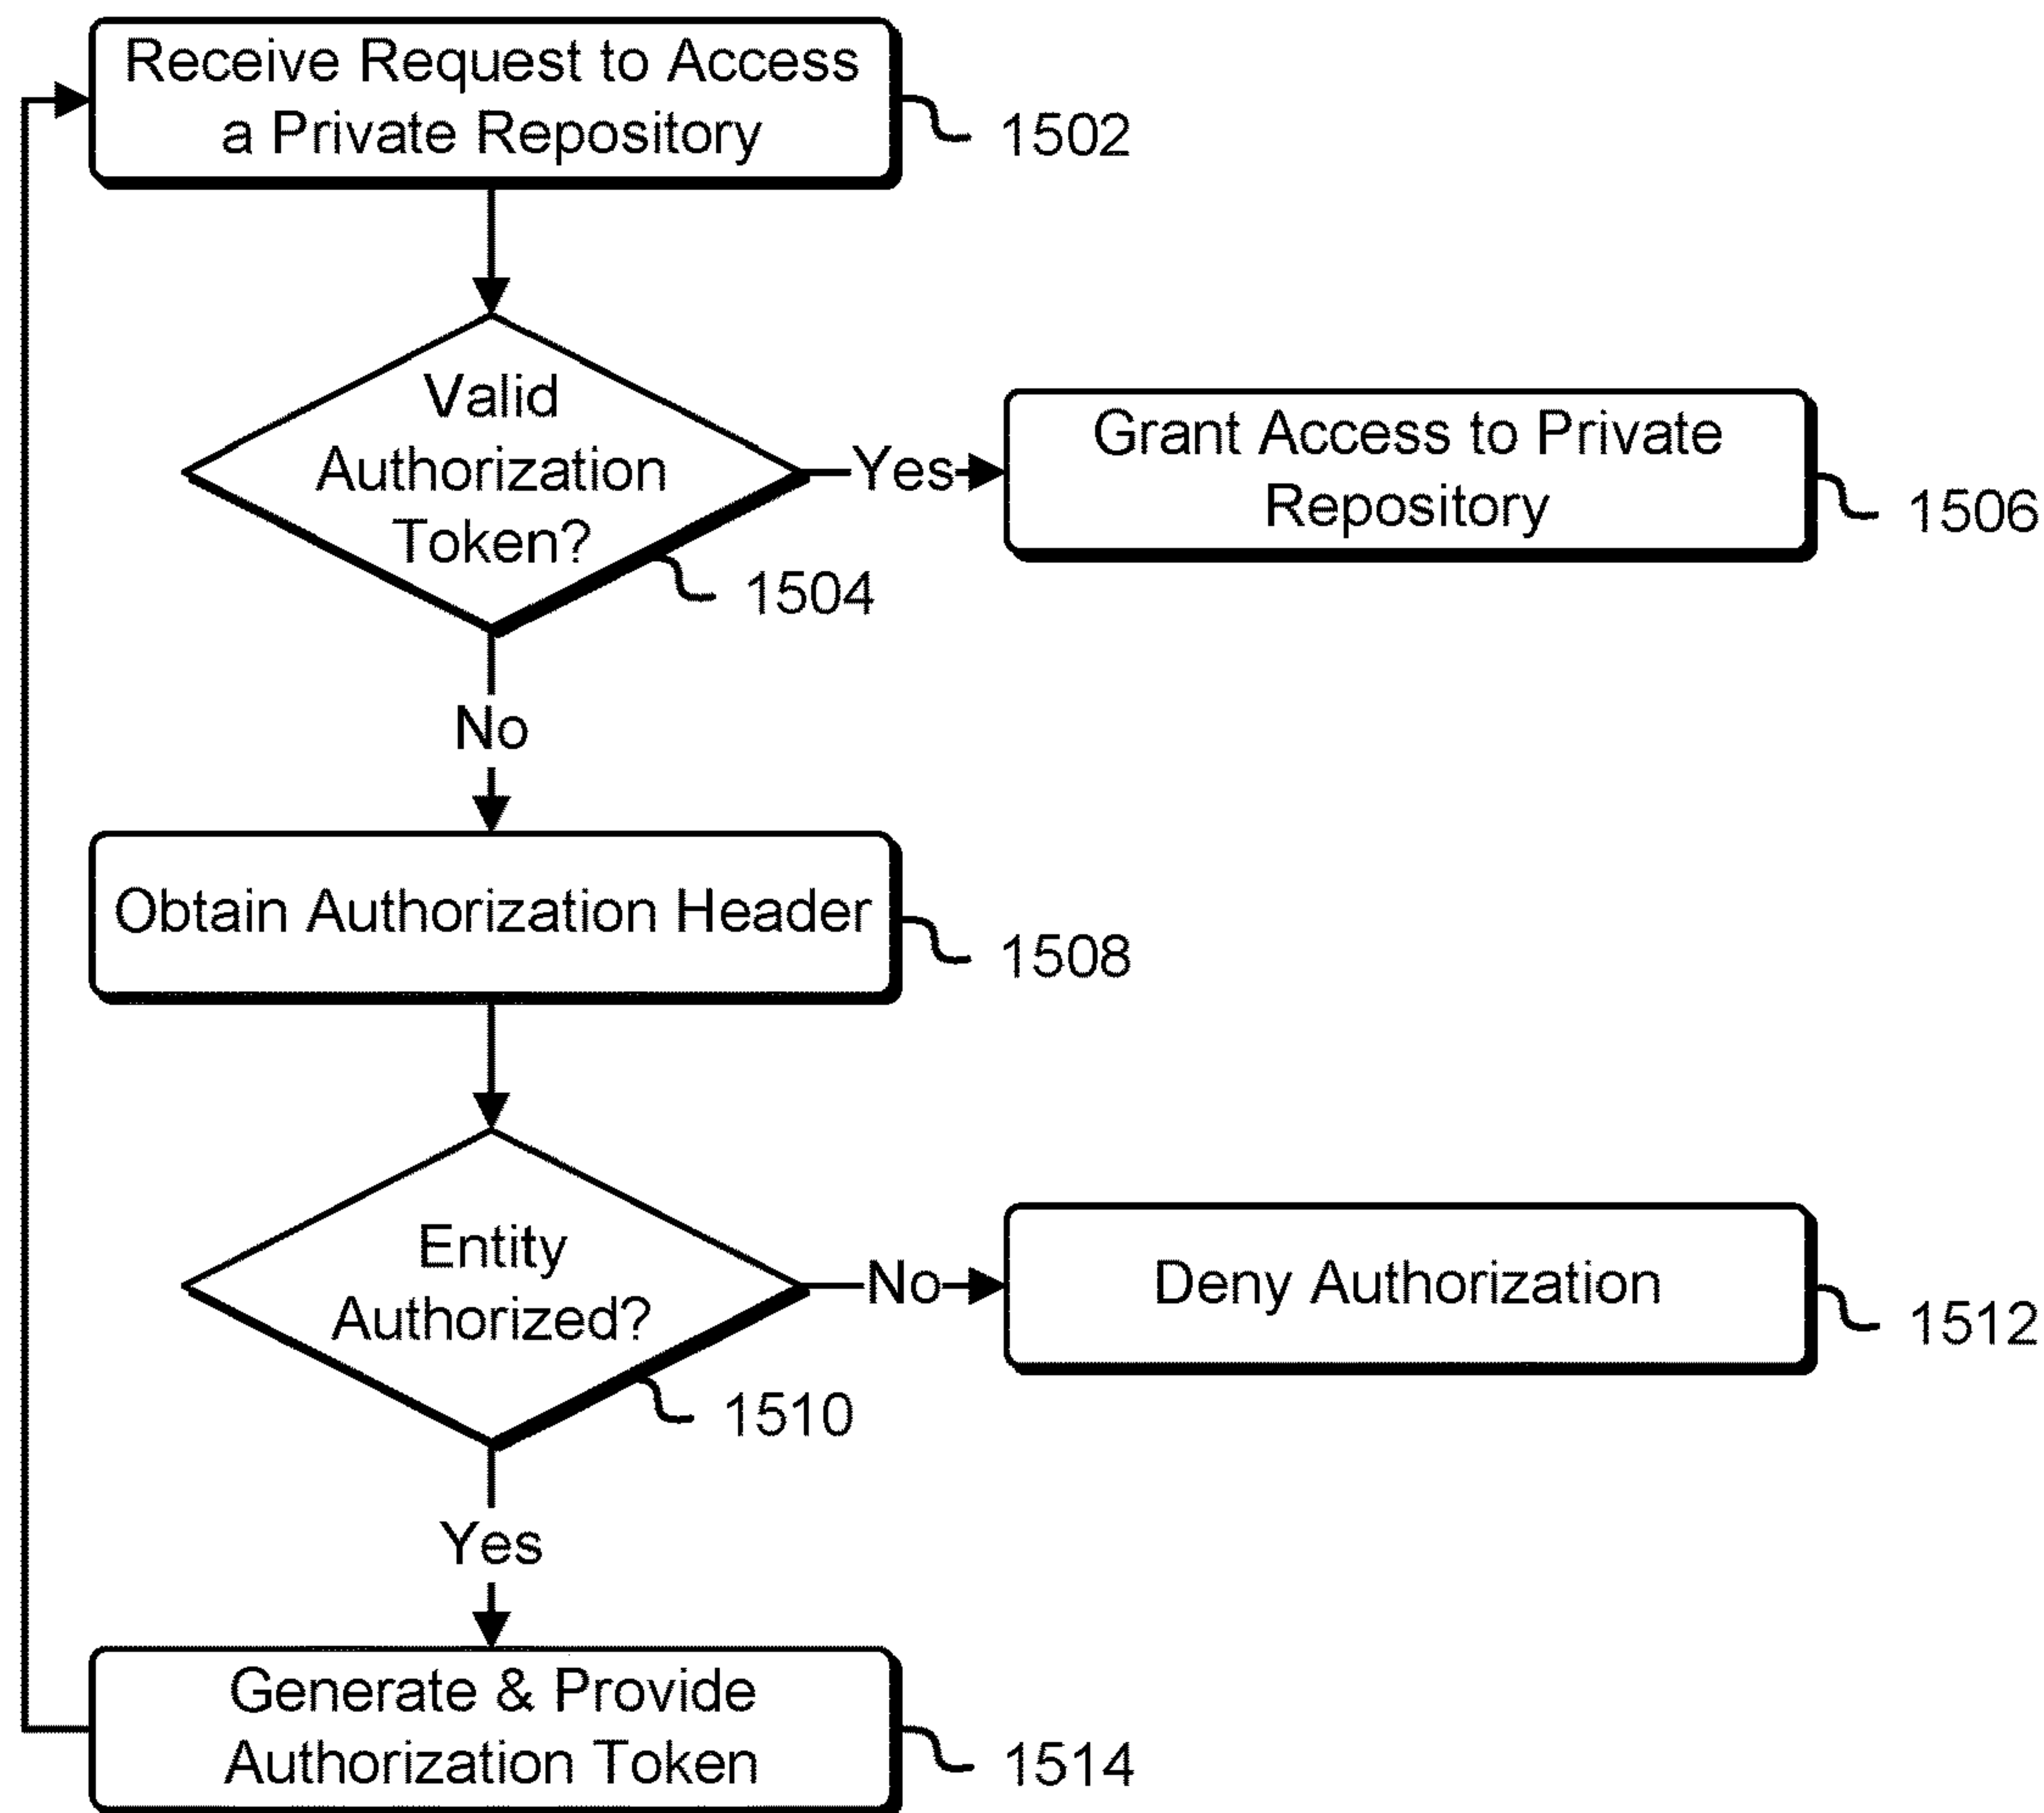 Receive Request to Access
a Private Repository
1502
Valid
Authorization
Token?
1504
Yes
Grant Access to Private
Repository
1506
No
Obtain Authorization Header
1508
Entity
Authorized?
1510
No
Deny Authorization
1512
Yes
Generate & Provide
Authorization Token
1514